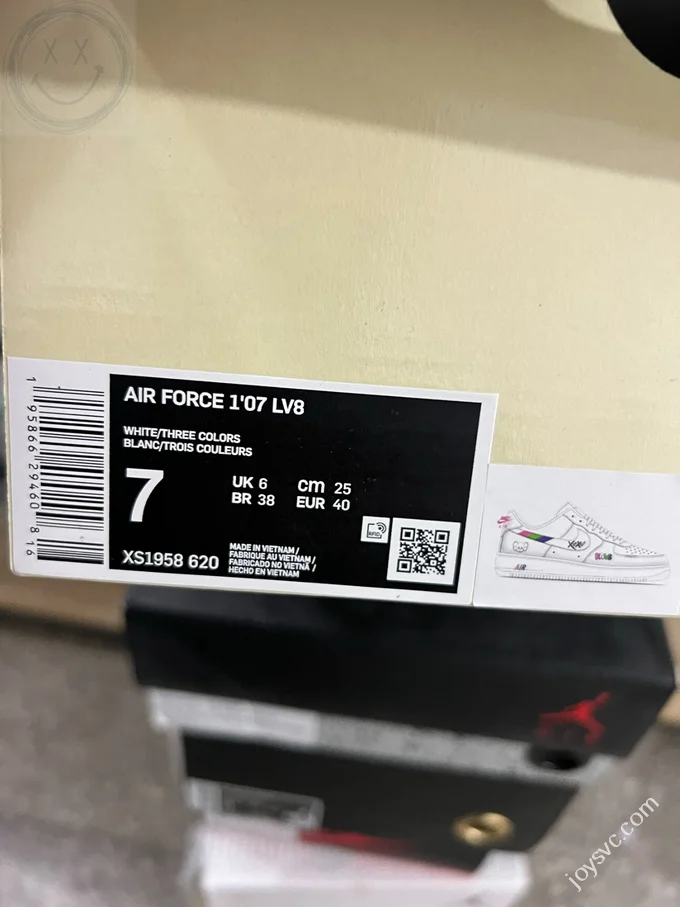 AIR FORCE 1'07 LV8
WHITE/THREE COLORS
BLANC/TROIS COULEURS
7
UK 6 cm 25
BR 38 EUR 40
XS1958 620
MADE IN VIETNAM/
FABRIQUE AU VIETNAM/
FABRICADO NO VIETNÃ /
HECHO EN VIETNAM
RFID
1 95866 29460 816
AIR
joysvc.com